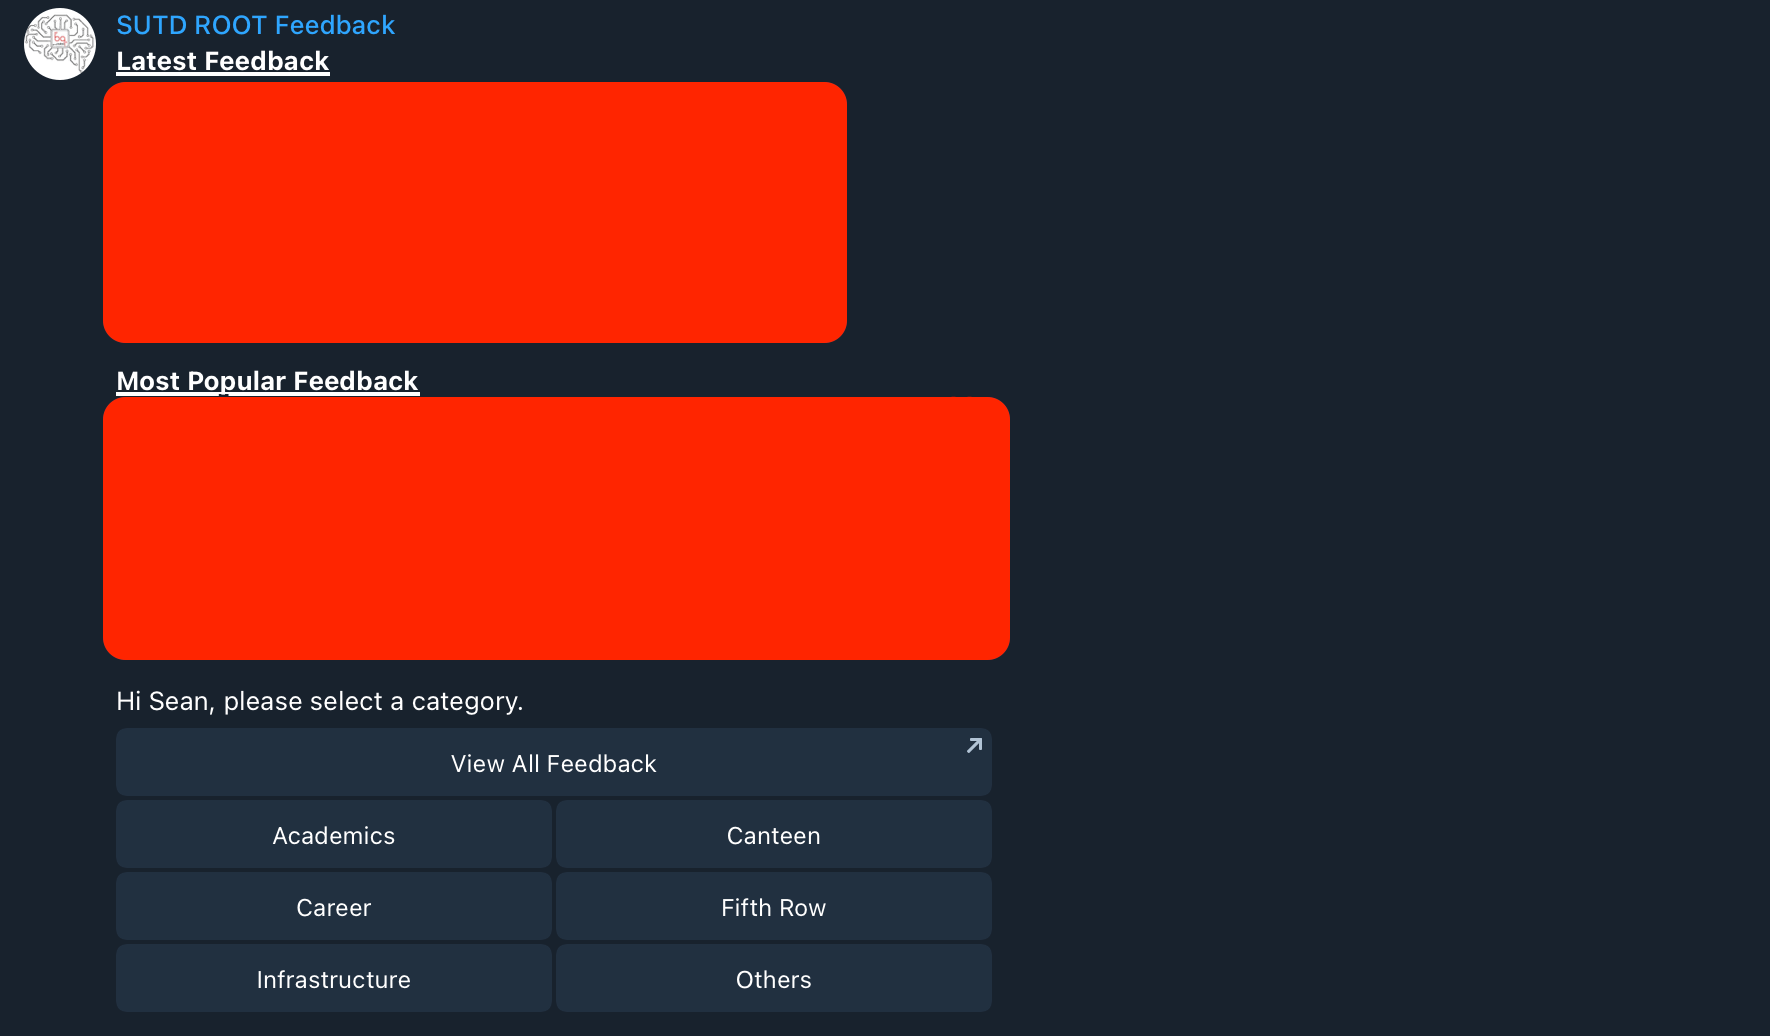 SUTD ROOT Feedback
Latest Feedback
Most Popular Feedback
Hi Sean, please select a category.
View All Feedback
Academics
Canteen
Career
Fifth Row
Infrastructure
Others